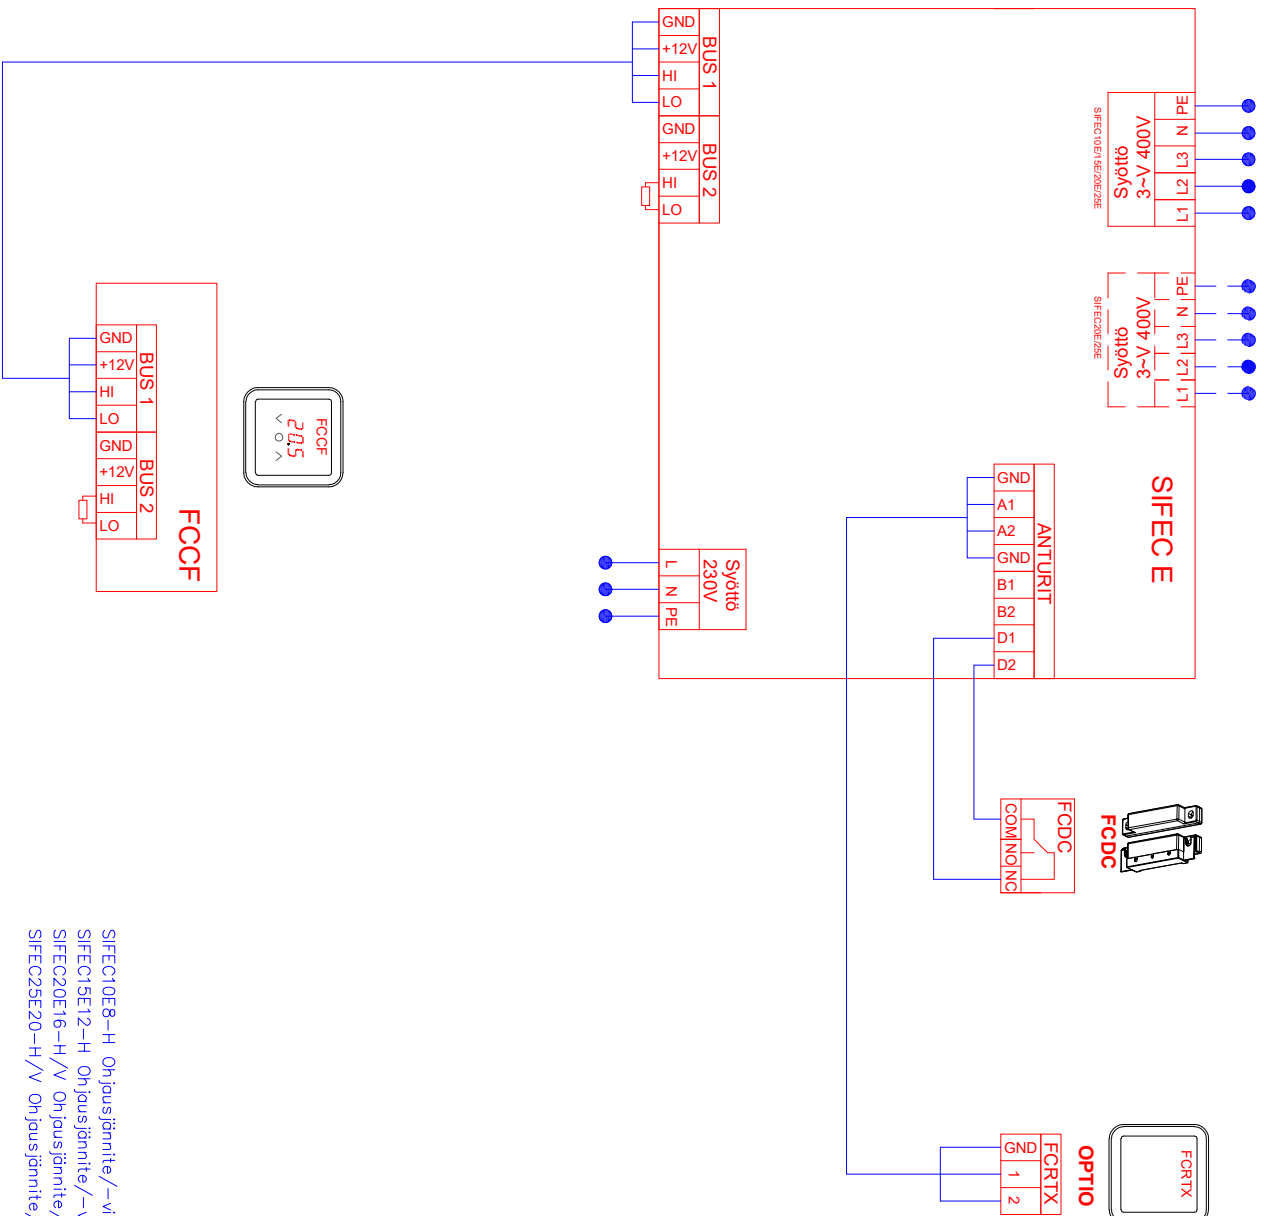 GND
+12V
HI
LO
BUS 1
GND
+12V
HI
LO
BUS 2
PE
N
L3
L2
L1
Syöttö
3~V 400V
SIFEC10E/15E/20E/25E
PE
N
L3
L2
L1
Syöttö
3~V 400V
SIFEC20E/25E
SIFEC E
GND
A1
A2
GND
B1
B2
D1
D2
ANTURIT
Syöttö
230V
L
N
PE
GND
+12V
HI
LO
BUS 1
GND
+12V
HI
LO
BUS 2
FCCF
FCCF
20.5
FCDC
COM
NO
NC
FCDC
FCRTX
GND
1
2
OPTIO
FCRTX
SIFEC10E8-H Ohjausjännite/-vi
SIFEC15E12-H Ohjausjännite/-v
SIFEC20E16-H/V Ohjausjännite/
SIFEC25E20-H/V Ohjausjännite/